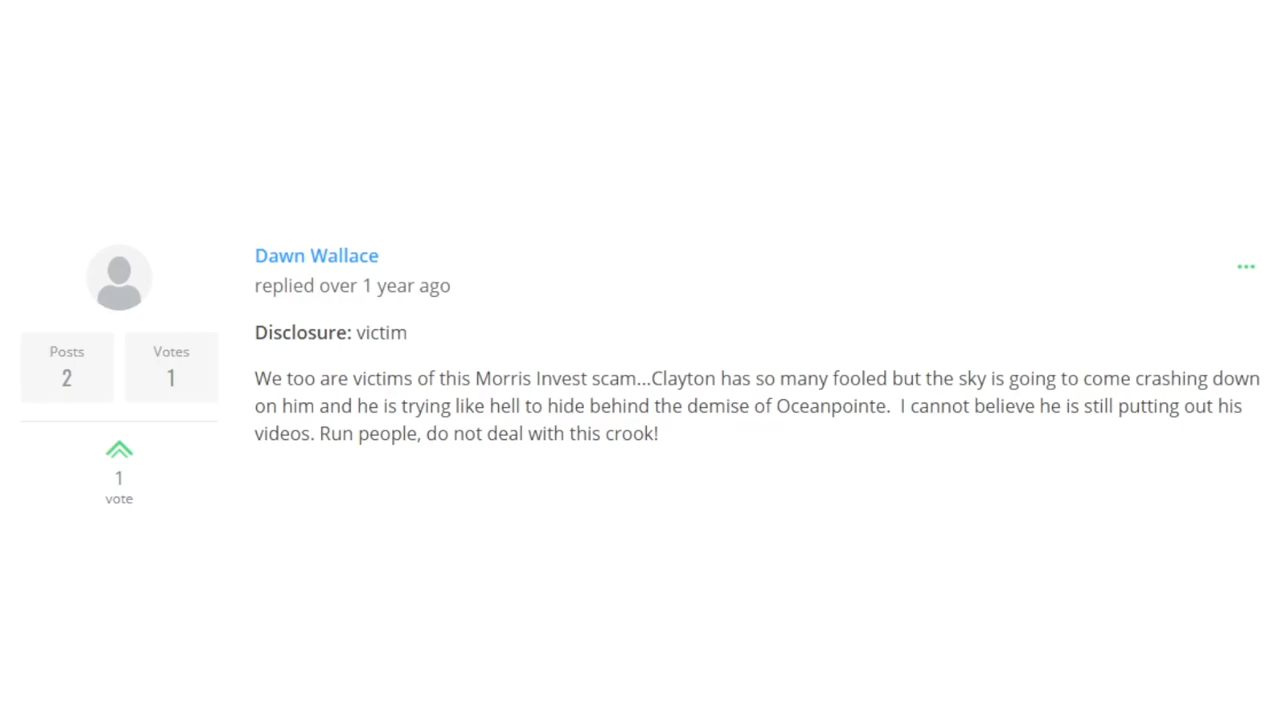 Dawn Wallace
replied over 1 year ago
Posts
2
Votes
1
1
vote
Disclosure: victim
We too are victims of this Morris Invest scam...Clayton has so many fooled but the sky is going to come crashing down
on him and he is trying like hell to hide behind the demise of Oceanpointe.  I cannot believe he is still putting out his
videos. Run people, do not deal with this crook!